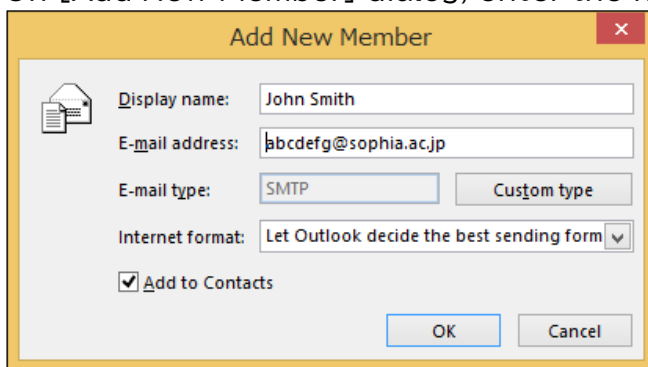 Add New Member
Display name: John Smith
E-mail address: abcdefg@sophia.ac.jp
E-mail type: SMTP Custom type
Internet format: Let Outlook decide the best sending form
Add to Contacts
OK Cancel